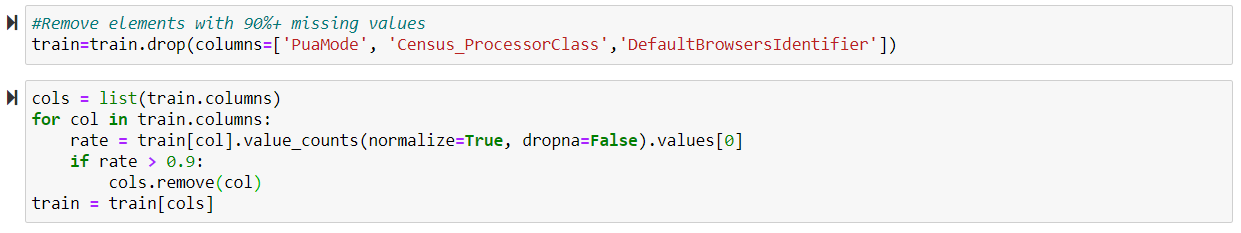 #Remove elements with 90%+ missing values
train=train.drop(columns=['PuaMode', 'Census_ProcessorClass','DefaultBrowsersIdentifier'])
cols = list(train.columns)
for col in train.columns:
    rate = train[col].value_counts(normalize=True, dropna=False).values[0]
    if rate > 0.9:
        cols.remove(col)
train = train[cols]